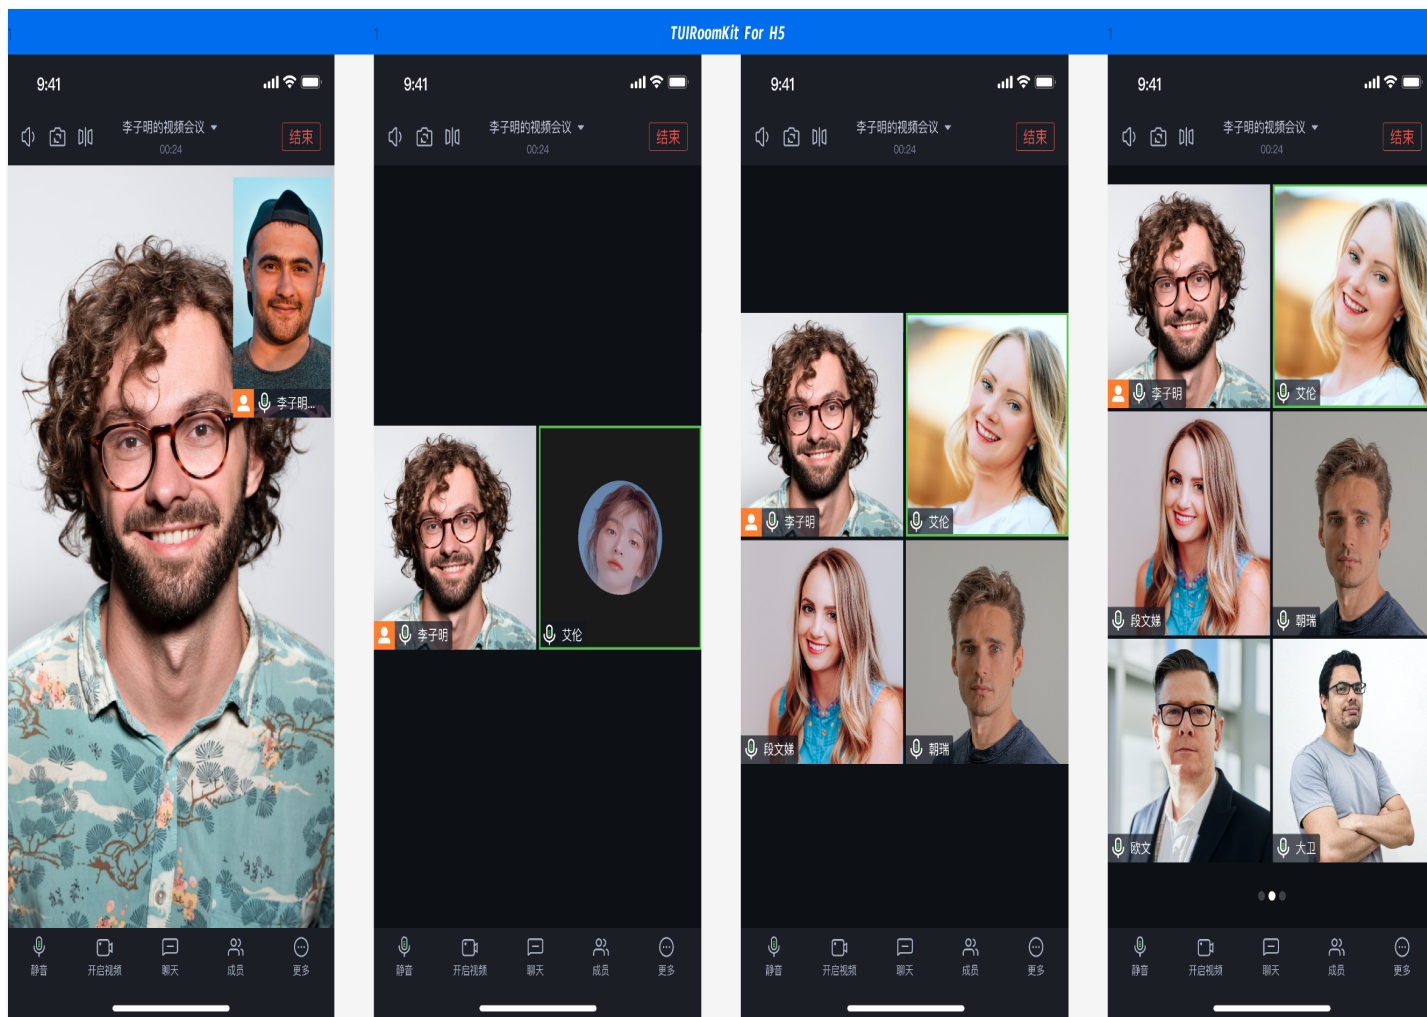 1
1
TUIRoomKit For H5
1
9:41
李子明的视频会议
00:24
结束
李子明...
静音
开启视频
聊天
成员
更多
9:41
李子明的视频会议
00:24
结束
李子明
艾伦
静音
开启视频
聊天
成员
更多
9:41
李子明的视频会议
00:24
结束
李子明
艾伦
段文娣
朝瑞
静音
开启视频
聊天
成员
更多
9:41
李子明的视频会议
00:24
结束
李子明
艾伦
段文娣
朝瑞
欧文
大卫
静音
开启视频
聊天
成员
更多